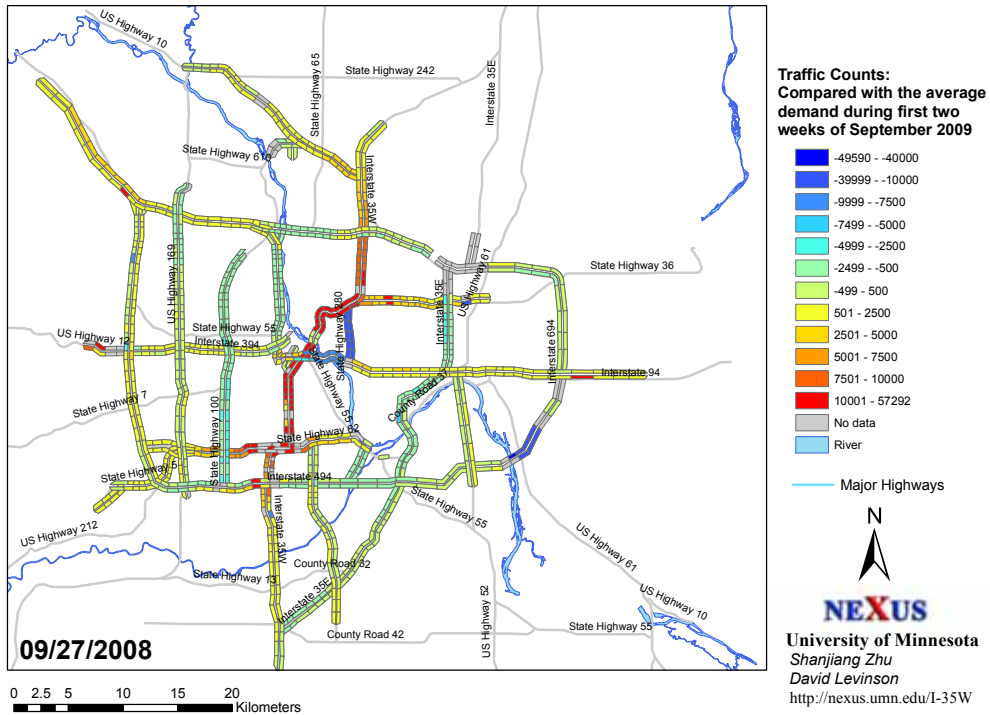 US Highway 10
State Highway 65
State Highway 242
Interstate 35E
State Highway 610
Interstate 35W
US Highway 169
US Highway 61
State Highway 36
Interstate 35E
State Highway 280
Interstate 694
US Highway 12
State Highway 55
Interstate 394
State Highway 55
Interstate 94
State Highway 7
State Highway 100
County Road 37
State Highway 62
State Highway 5
Interstate 494
State Highway 55
US Highway 212
Interstate 35W
US Highway 61
County Road 32
State Highway 13
Interstate 35E
US Highway 52
US Highway 10
State Highway 55
County Road 42
09/27/2008
0 2.5 5 10 15 20
Kilometers
Traffic Counts:
Compared with the average
demand during first two
weeks of September 2009
-49590 - -40000
-39999 - -10000
-9999 - -7500
-7499 - -5000
-4999 - -2500
-2499 - -500
-499 - 500
501 - 2500
2501 - 5000
5001 - 7500
7501 - 10000
10001 - 57292
No data
River
Major Highways
N
NEXUS
University of Minnesota
Shanjiang Zhu
David Levinson
http://nexus.umn.edu/I-35W